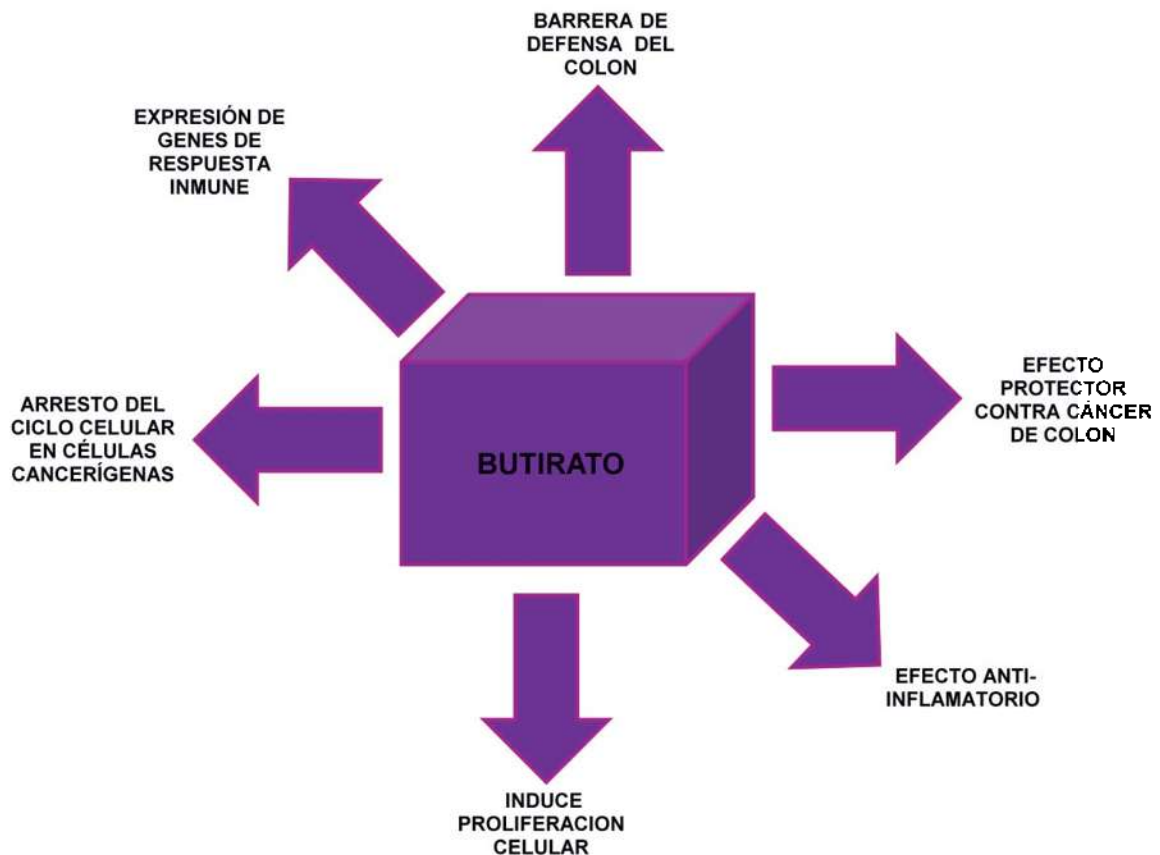 BARRERA DE
DEFENSA DEL
COLON
EXPRESIÓN DE
GENES DE
RESPUESTA
INMUNE
EFECTO
PROTECTOR
CONTRA CÁNCER
DE COLON
ARRESTO DEL
CICLO CELULAR
EN CÉLULAS
CANCERÍGENAS
BUTIRATO
EFECTO ANTI-
INFLAMATORIO
INDUCE
PROLIFERACION
CELULAR